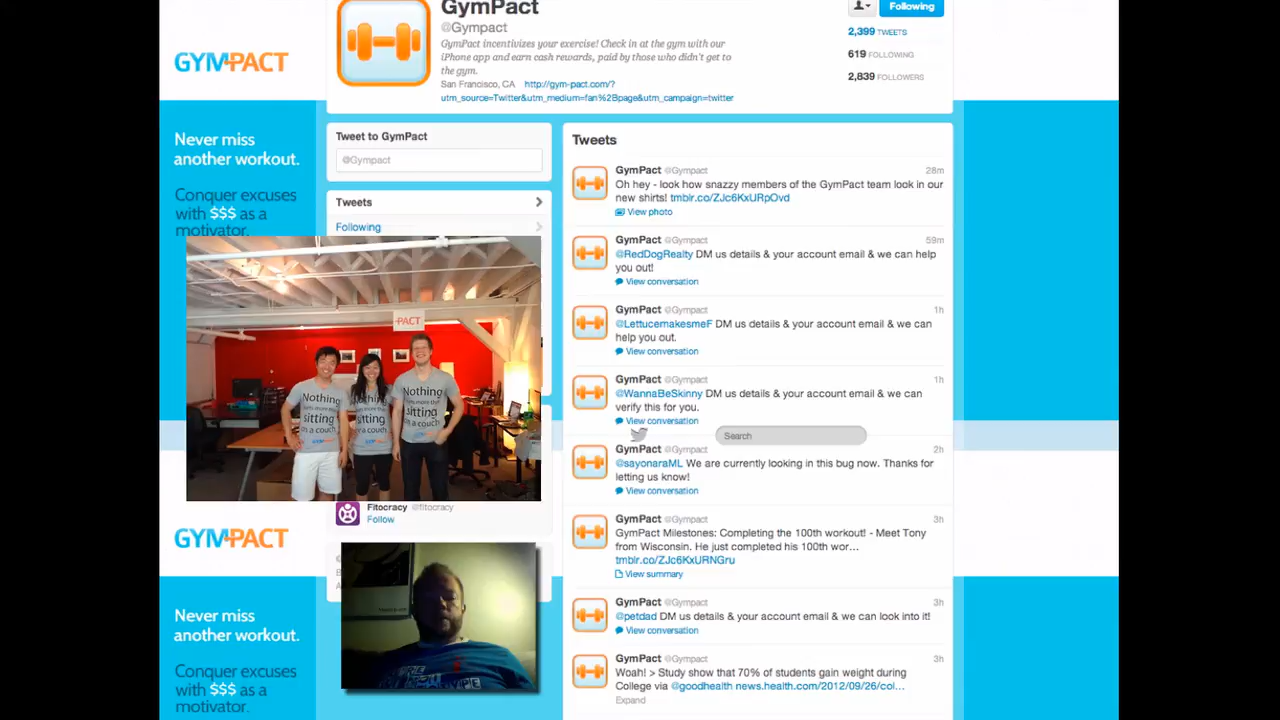 GymPact
@Gympact
GymPact incentivizes your exercise! Check in at the gym with our
iPhone app and earn cash rewards, paid by those who didn't get to
the gym.
San Francisco, CA http://gym-pact.com/?
utm_source=Twitter&utm_medium=fan%2Bpage&utm_campaign=twitter
Following
2,399 TWEETS
619 FOLLOWING
2,839 FOLLOWERS
GYMPACT
Never miss
another workout.
Conquer excuses
with $$$ as a
motivator.
Tweet to GymPact
@Gympact
Tweets
Following
PACT
Nothing
sitting
on a couch.
Nothing
sitting
on a couch.
Nothing
hurts more than
sitting
on a couch.
Fitocracy @fitocracy
Follow
GYMPACT
Never miss
another workout.
Conquer excuses
with $$$ as a
motivator.
Tweets
GymPact @Gympact 28m
Oh hey - look how snazzy members of the GymPact team look in our
new shirts! tmblr.co/ZJc6KxURpOvd
View photo
GymPact @Gympact 59m
@RedDogRealty DM us details & your account email & we can help
you out!
View conversation
GymPact @Gympact 1h
@LettucemakesmeF DM us details & your account email & we can
help you out.
View conversation
GymPact @Gympact 1h
@WannaBeSkinny DM us details & your account email & we can
verify this for you.
View conversation
Search
GymPact @Gympact 2h
@sayonaraML We are currently looking in this bug now. Thanks for
letting us know!
View conversation
GymPact @Gympact 3h
GymPact Milestones: Completing the 100th workout! - Meet Tony
from Wisconsin. He just completed his 100th wor...
tmblr.co/ZJc6KxURNGru
View summary
GymPact @Gympact 3h
@petdad DM us details & your account email & we can look into it!
View conversation
GymPact @Gympact 3h
Woah! > Study show that 70% of students gain weight during
College via @goodhealth news.health.com/2012/09/26/col...
Expand